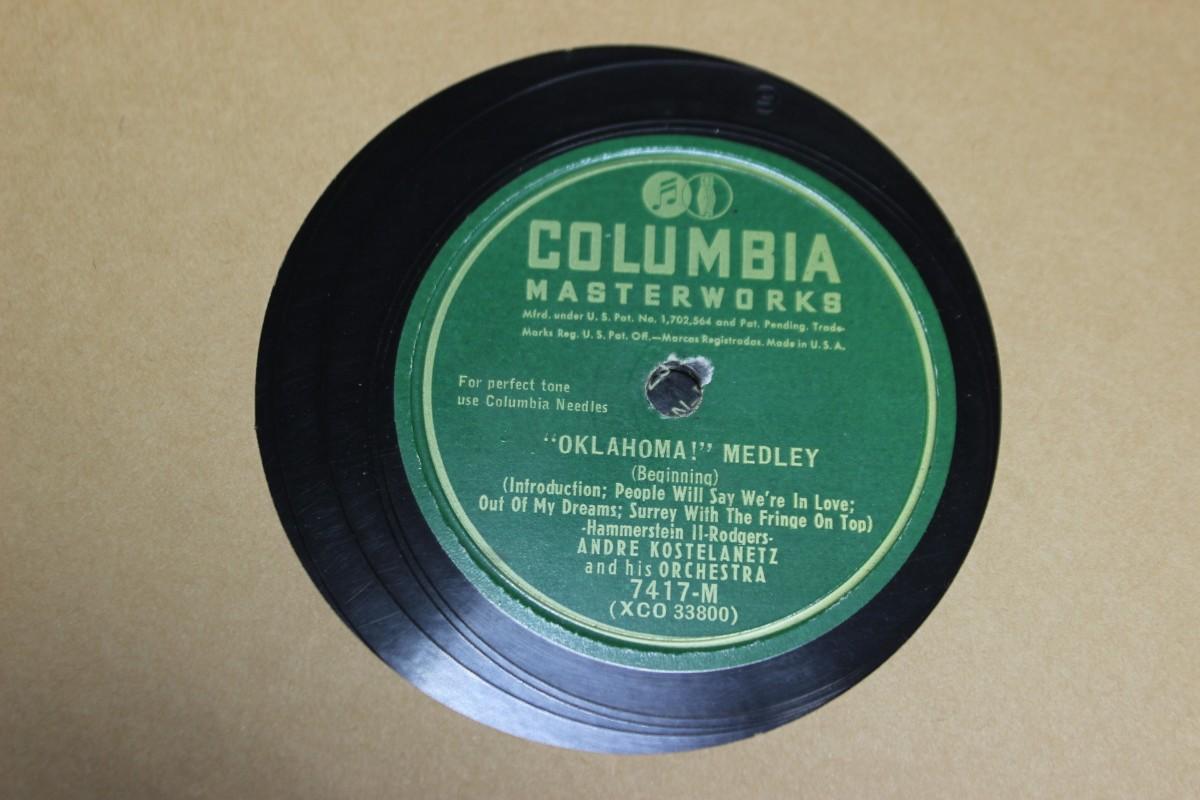 COLUMBIA
MASTERWORKS
Mfrd. under U. S. Pat. No. 1,702,564 and Pat. Pending. Trade-
Marks Reg. U. S. Pat. Off.—Marcas Registradas. Made in U. S. A.
For perfect tone
use Columbia Needles
“OKLAHOMA!” MEDLEY
(Beginning)
(Introduction; People Will Say We're In Love;
Out Of My Dreams; Surrey With The Fringe On Top)
-Hammerstein II-Rodgers-
ANDRE KOSTELANETZ
and his ORCHESTRA
7417-M
(XCO 33800)